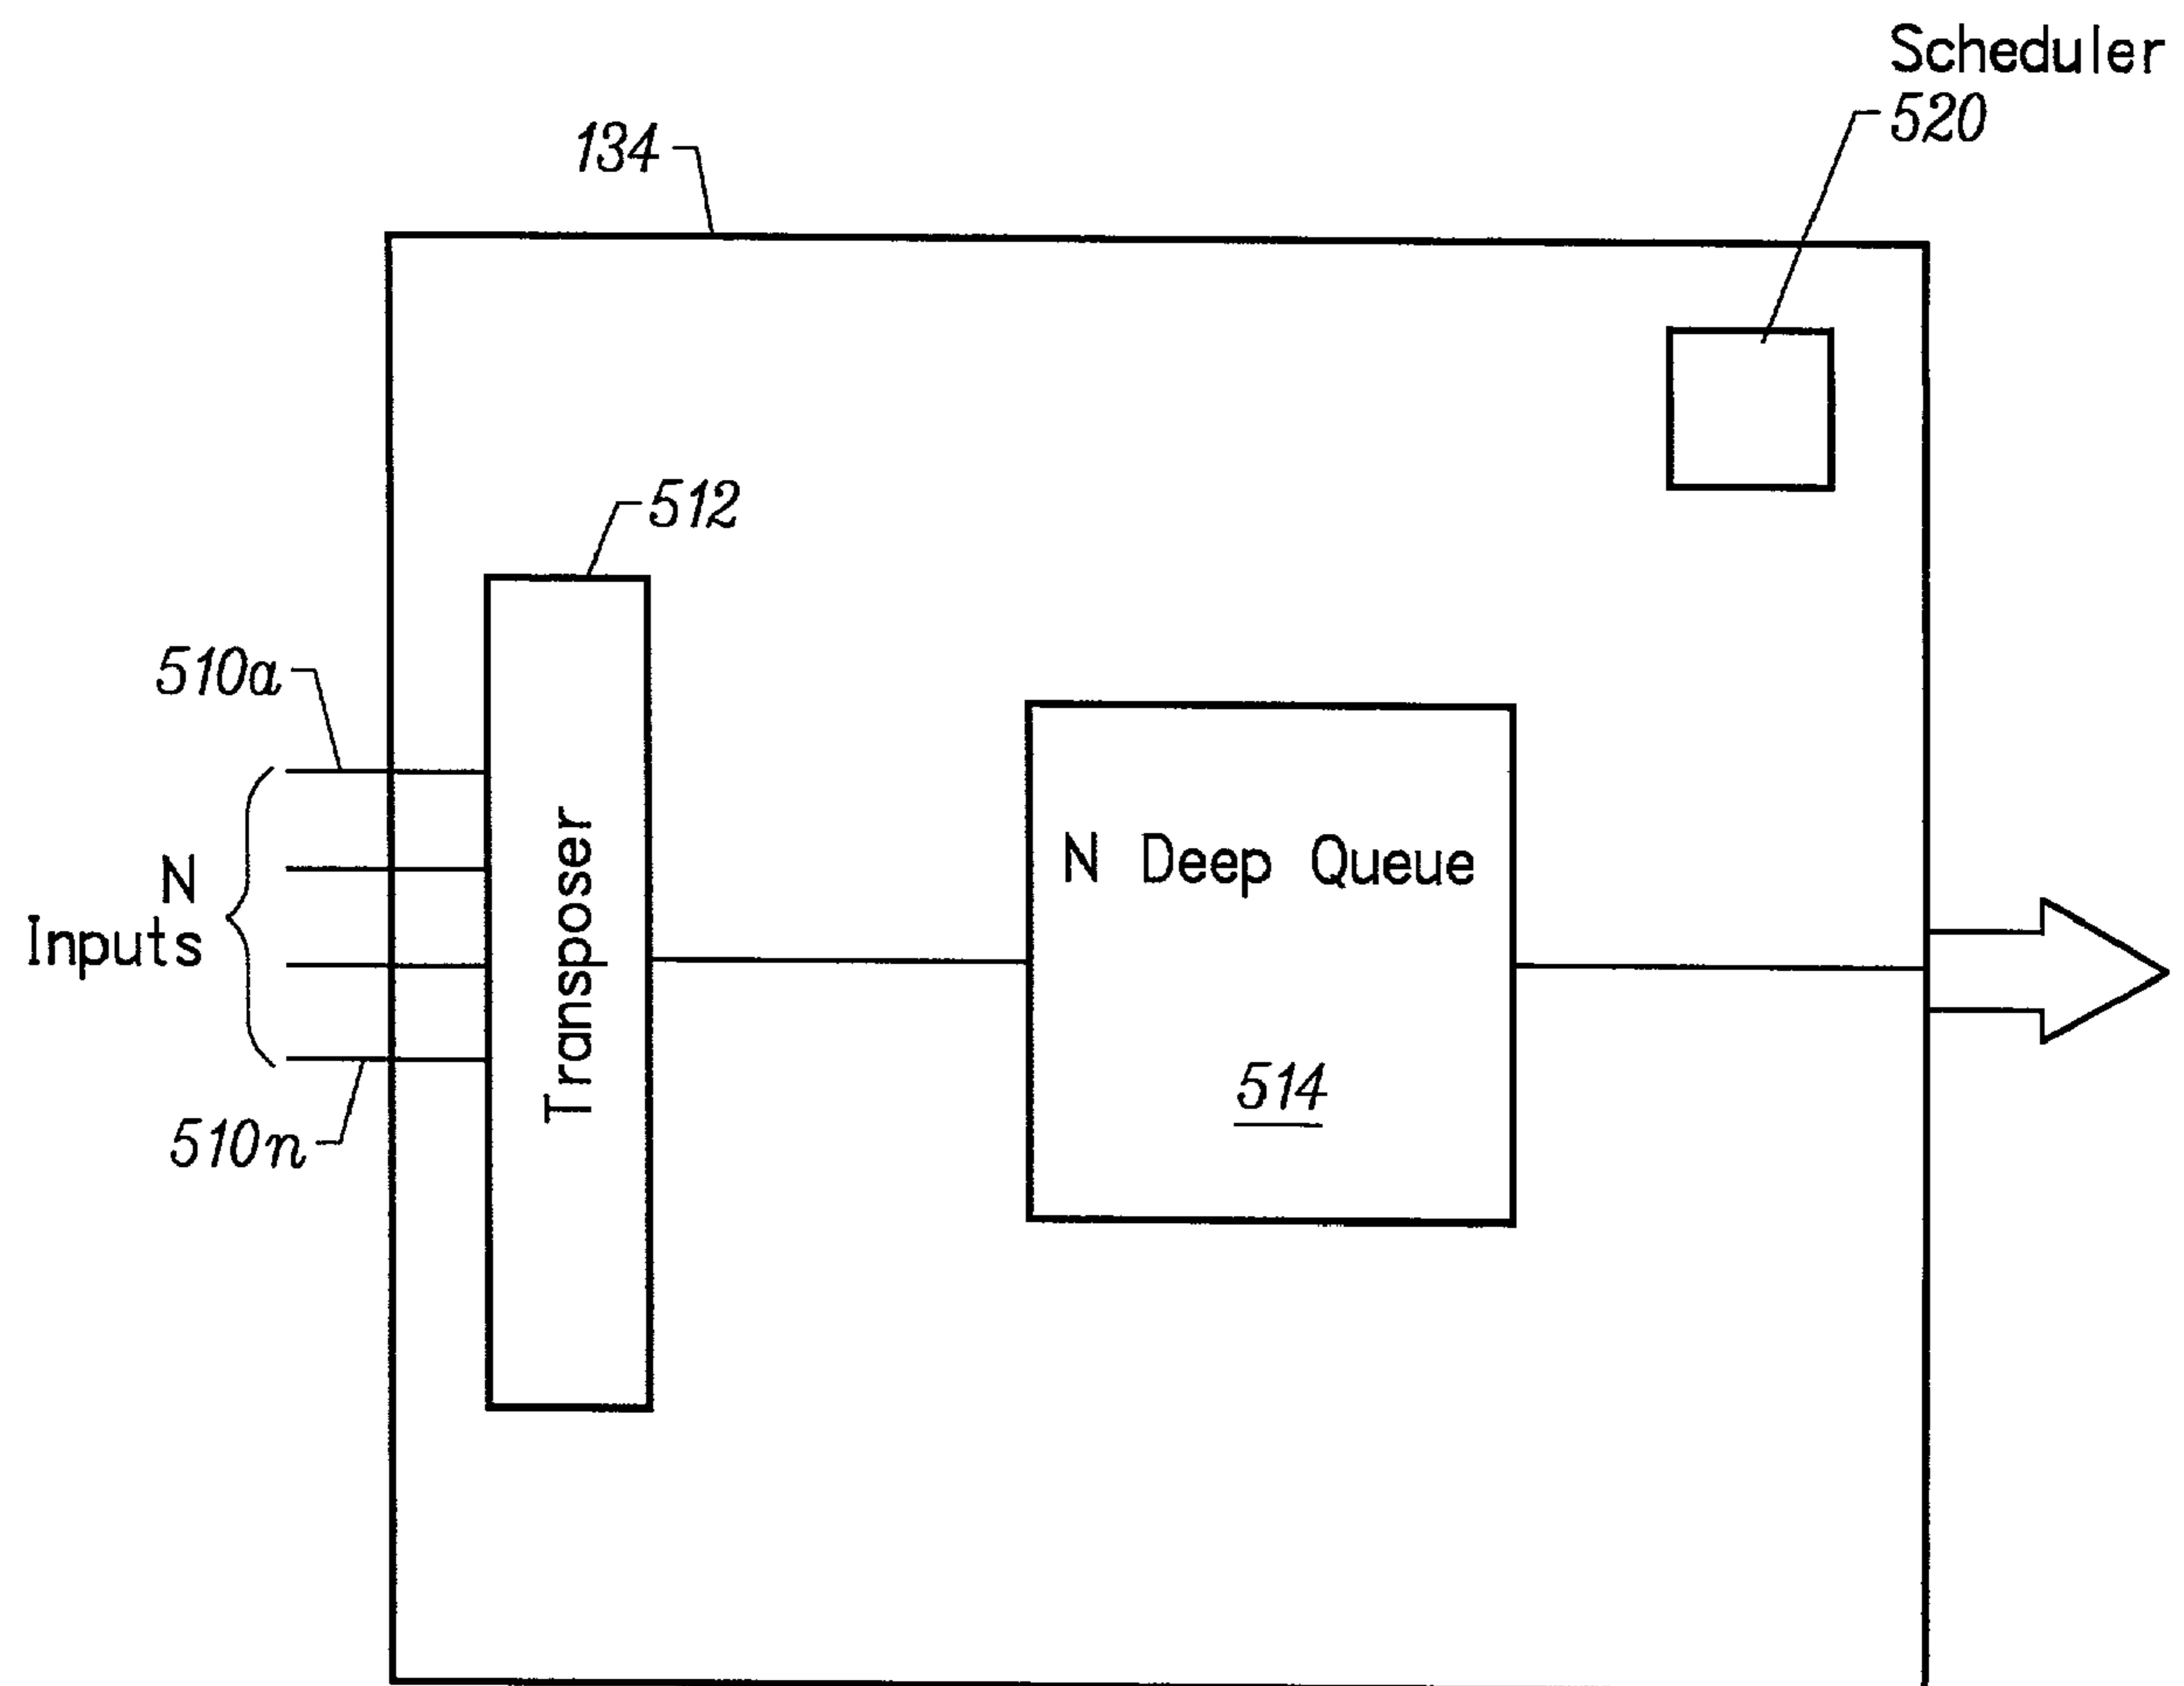 Scheduler
520
134
512
510a
N
Inputs
510n
Transposer
N Deep Queue
514